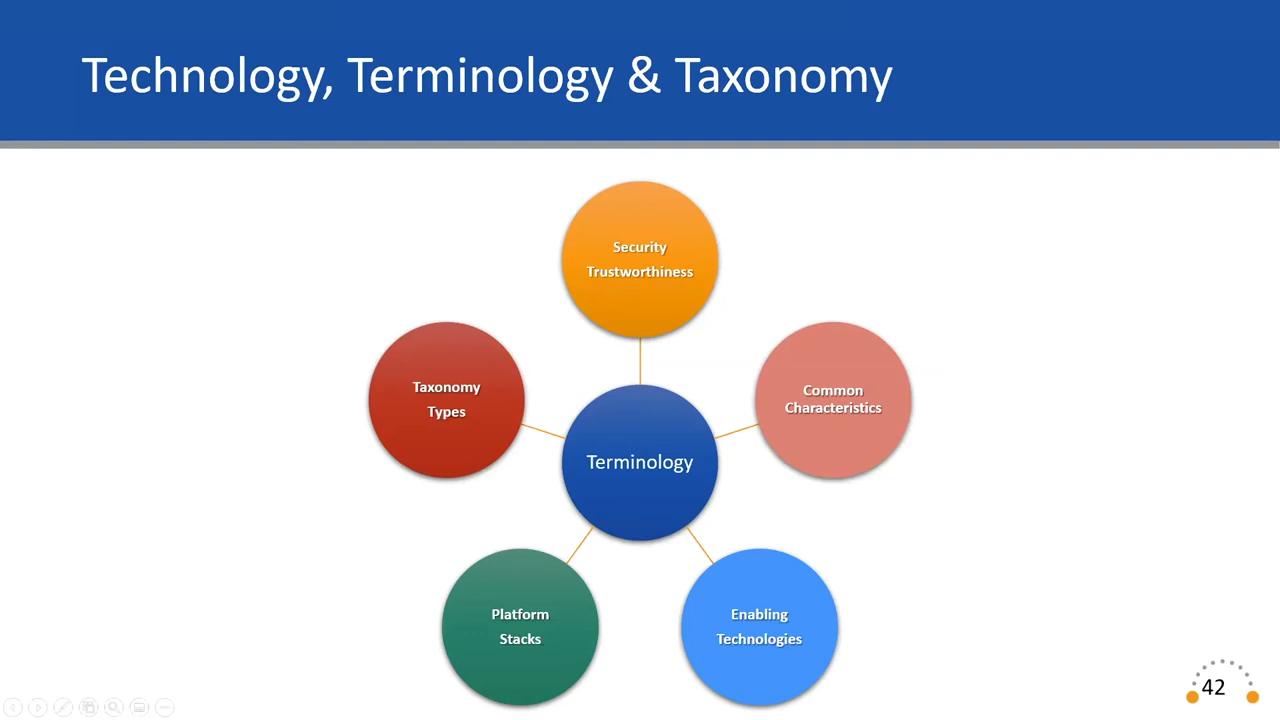 Technology, Terminology & Taxonomy
Security
Trustworthiness
Common
Characteristics
Enabling
Technologies
Platform
Stacks
Taxonomy
Types
Terminology
42